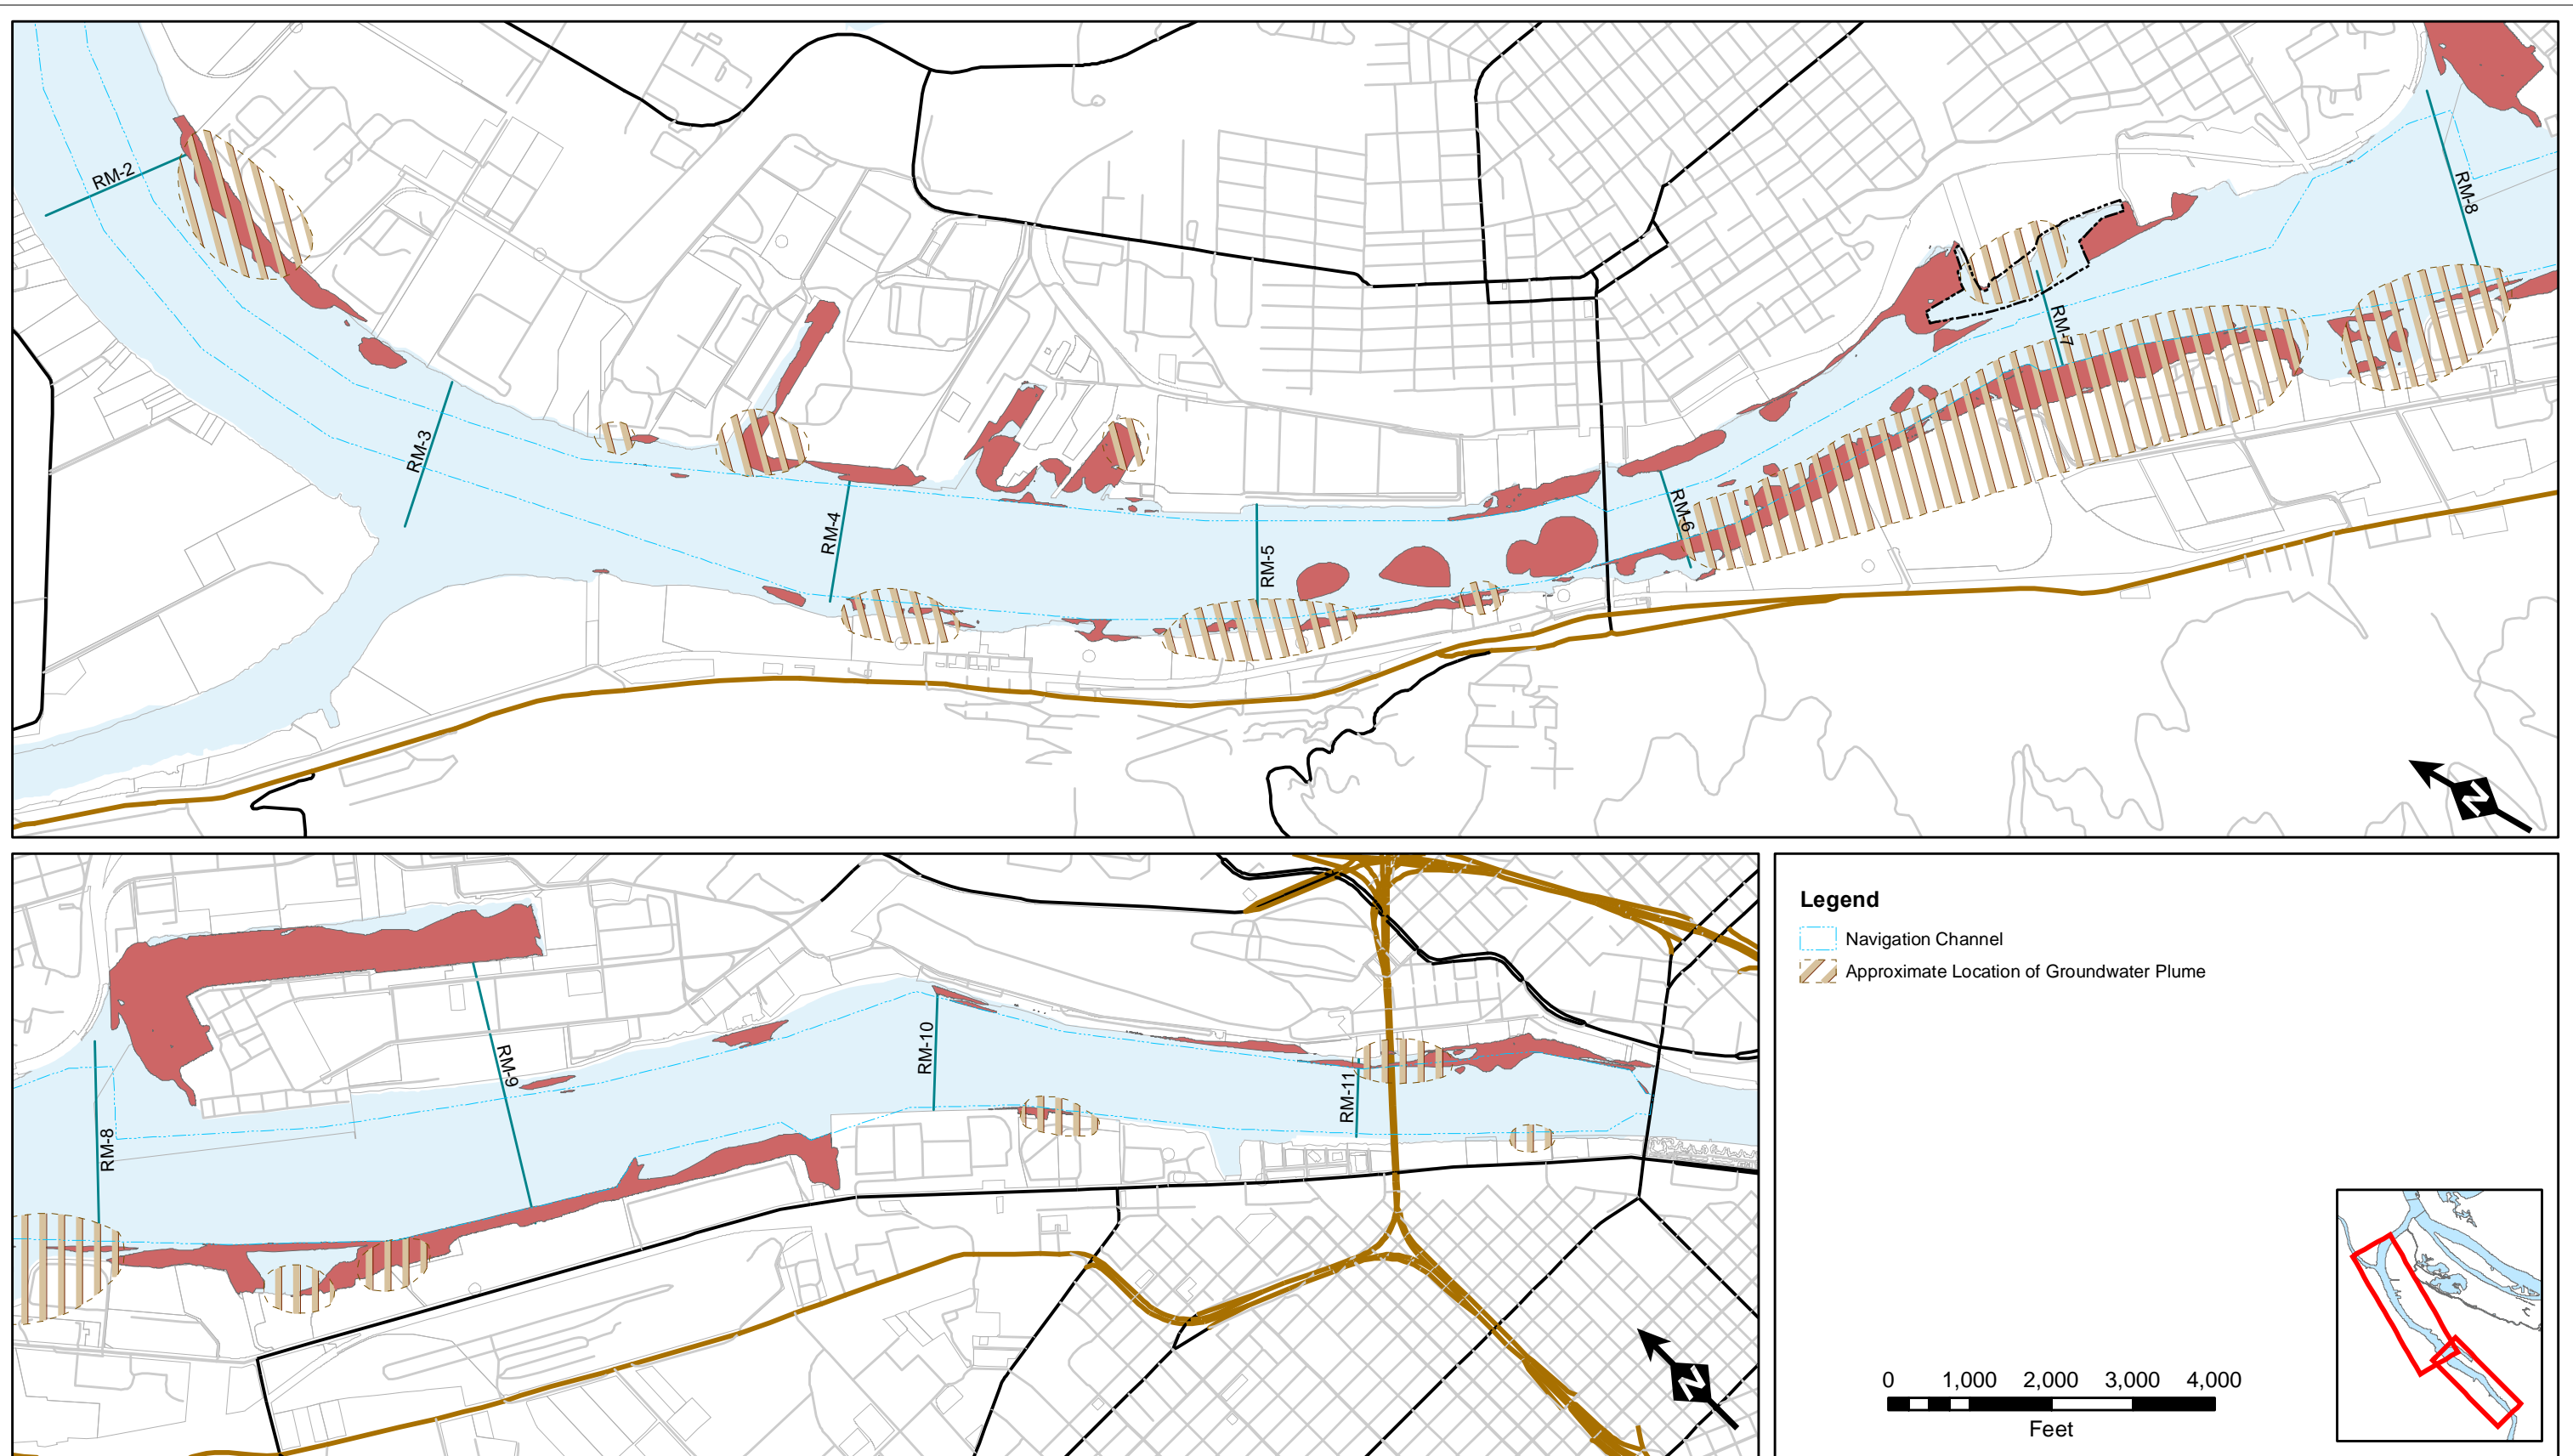 RM-2
RM-3
RM-4
RM-5
RM-6
RM-7
RM-8
N
RM-8
RM-9
RM-10
RM-11
N
Legend
Navigation Channel
Approximate Location of Groundwater Plume
0 1,000 2,000 3,000 4,000
Feet